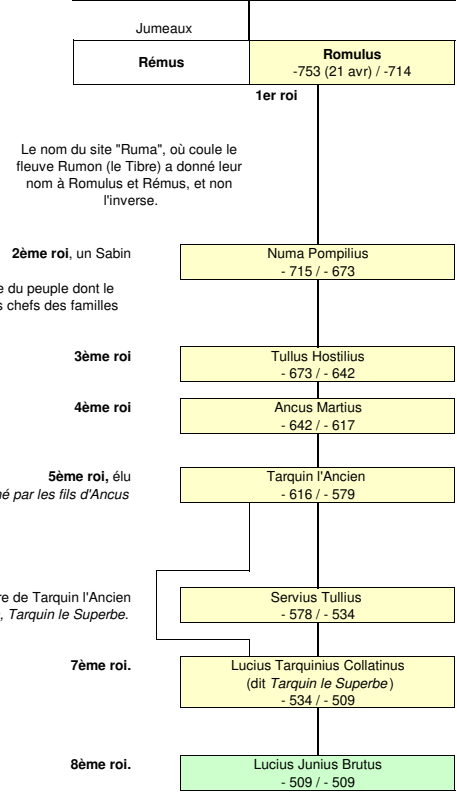 Jumeaux
Rémus
Romulus
-753 (21 avr) / -714
1er roi
Le nom du site "Ruma", où coule le
fleuve Rumon (le Tibre) a donné leur
nom à Romulus et Rémus, et non
l'inverse.
2ème roi, un Sabin
Numa Pompilius
- 715 / - 673
du peuple dont le
chefs des familles
3ème roi
Tullus Hostilius
- 673 / - 642
4ème roi
Ancus Martius
- 642 / - 617
5ème roi, élu
Tarquin l'Ancien
- 616 / - 579
par les fils d'Ancus
de Tarquin l'Ancien
Servius Tullius
- 578 / - 534
Tarquin le Superbe.
7ème roi.
Lucius Tarquinius Collatinus
(dit Tarquin le Superbe)
- 534 / - 509
8ème roi.
Lucius Junius Brutus
- 509 / - 509